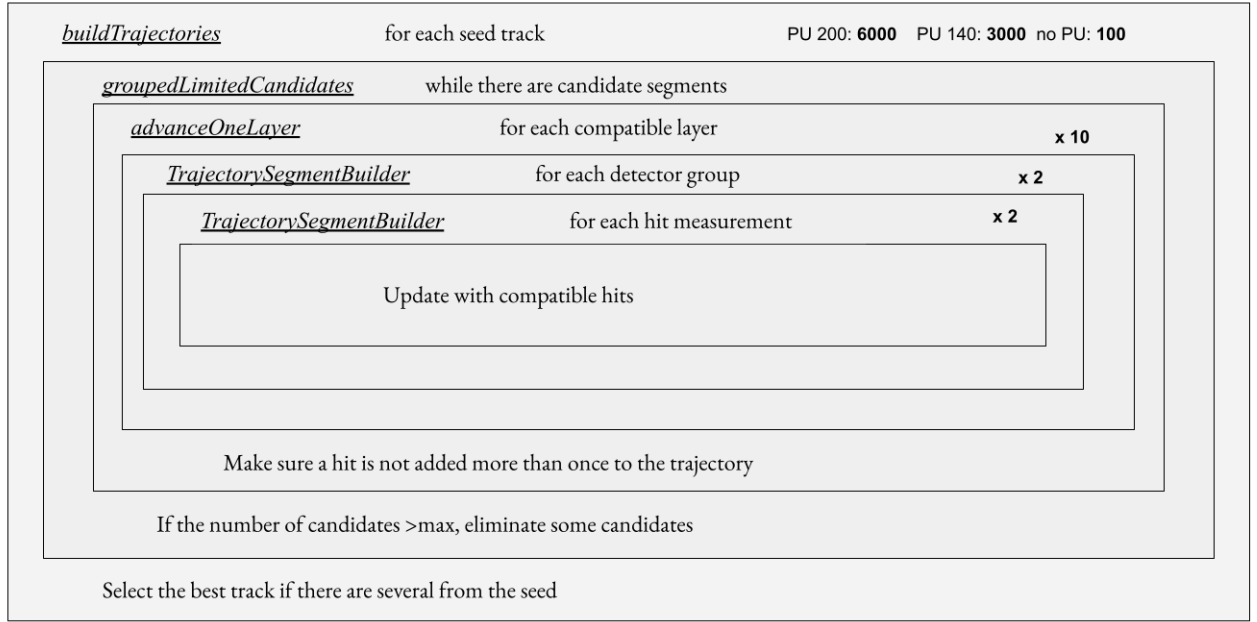 buildTrajectories for each seed track PU 200: 6000 PU 140: 3000 no PU: 100
groupedLimitedCandidates while there are candidate segments
advanceOneLayer for each compatible layer x 10
TrajectorySegmentBuilder for each detector group x 2
TrajectorySegmentBuilder for each hit measurement x 2
Update with compatible hits
Make sure a hit is not added more than once to the trajectory
If the number of candidates >max, eliminate some candidates
Select the best track if there are several from the seed